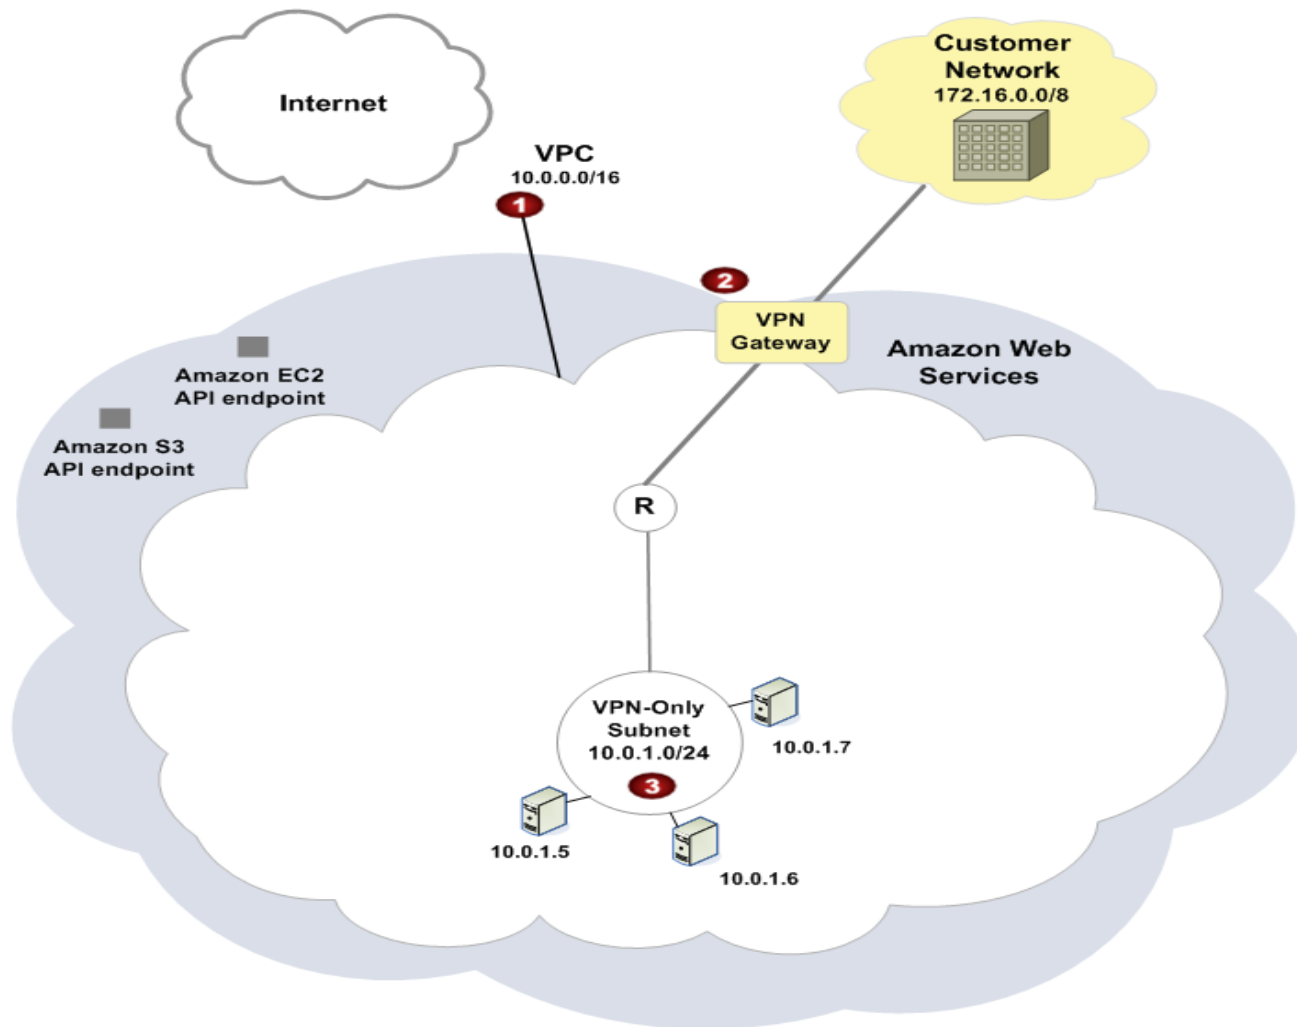 Internet
Customer
Network
172.16.0.0/8
VPC
10.0.0.0/16
1
2
VPN
Gateway
Amazon Web
Services
Amazon EC2
API endpoint
Amazon S3
API endpoint
R
VPN-Only
Subnet
10.0.1.0/24
3
10.0.1.7
10.0.1.5
10.0.1.6